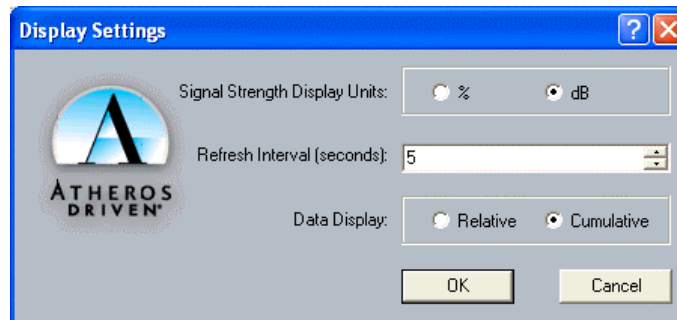 Display Settings
Signal Strength Display Units: % dB
Refresh Interval (seconds): 5
ATHEROS
DRIVEN®
Data Display: Relative Cumulative
OK Cancel